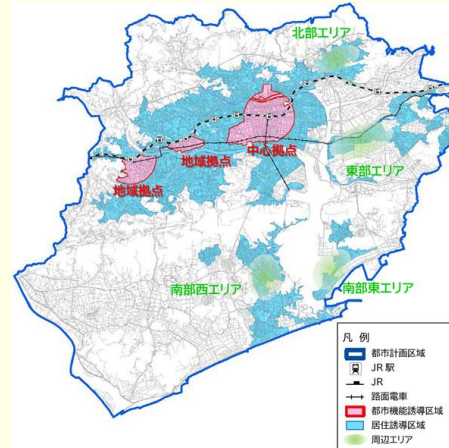 北部エリア
中心拠点
地域拠点
地域拠点
東部エリア
南部西エリア
南部東エリア
凡 例
都市計画区域
JR 駅
JR
路面電車
都市機能誘導区域
居住誘導区域
周辺エリア